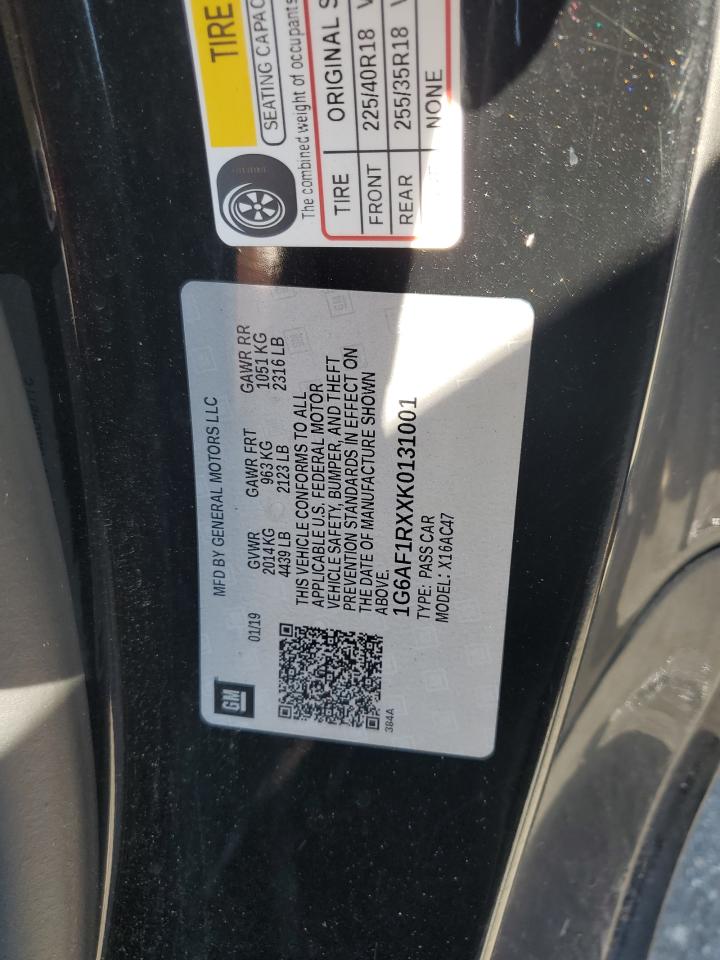 TIRE
SEATING CAPAC
The combined weight of occupants
TIRE ORIGINAL S
FRONT 225/40R18 V
REAR 255/35R18 V
NONE
MFD BY GENERAL MOTORS LLC
GM
01/19
GVWR GAWR FRT GAWR RR
2014 KG 963 KG 1051 KG
4439 LB 2123 LB 2316 LB
THIS VEHICLE CONFORMS TO ALL
APPLICABLE U.S. FEDERAL MOTOR
VEHICLE SAFETY, BUMPER, AND THEFT
PREVENTION STANDARDS IN EFFECT ON
THE DATE OF MANUFACTURE SHOWN
ABOVE.
1G6AF1RXXK0131001
TYPE: PASS CAR
MODEL: X16AC47
384A